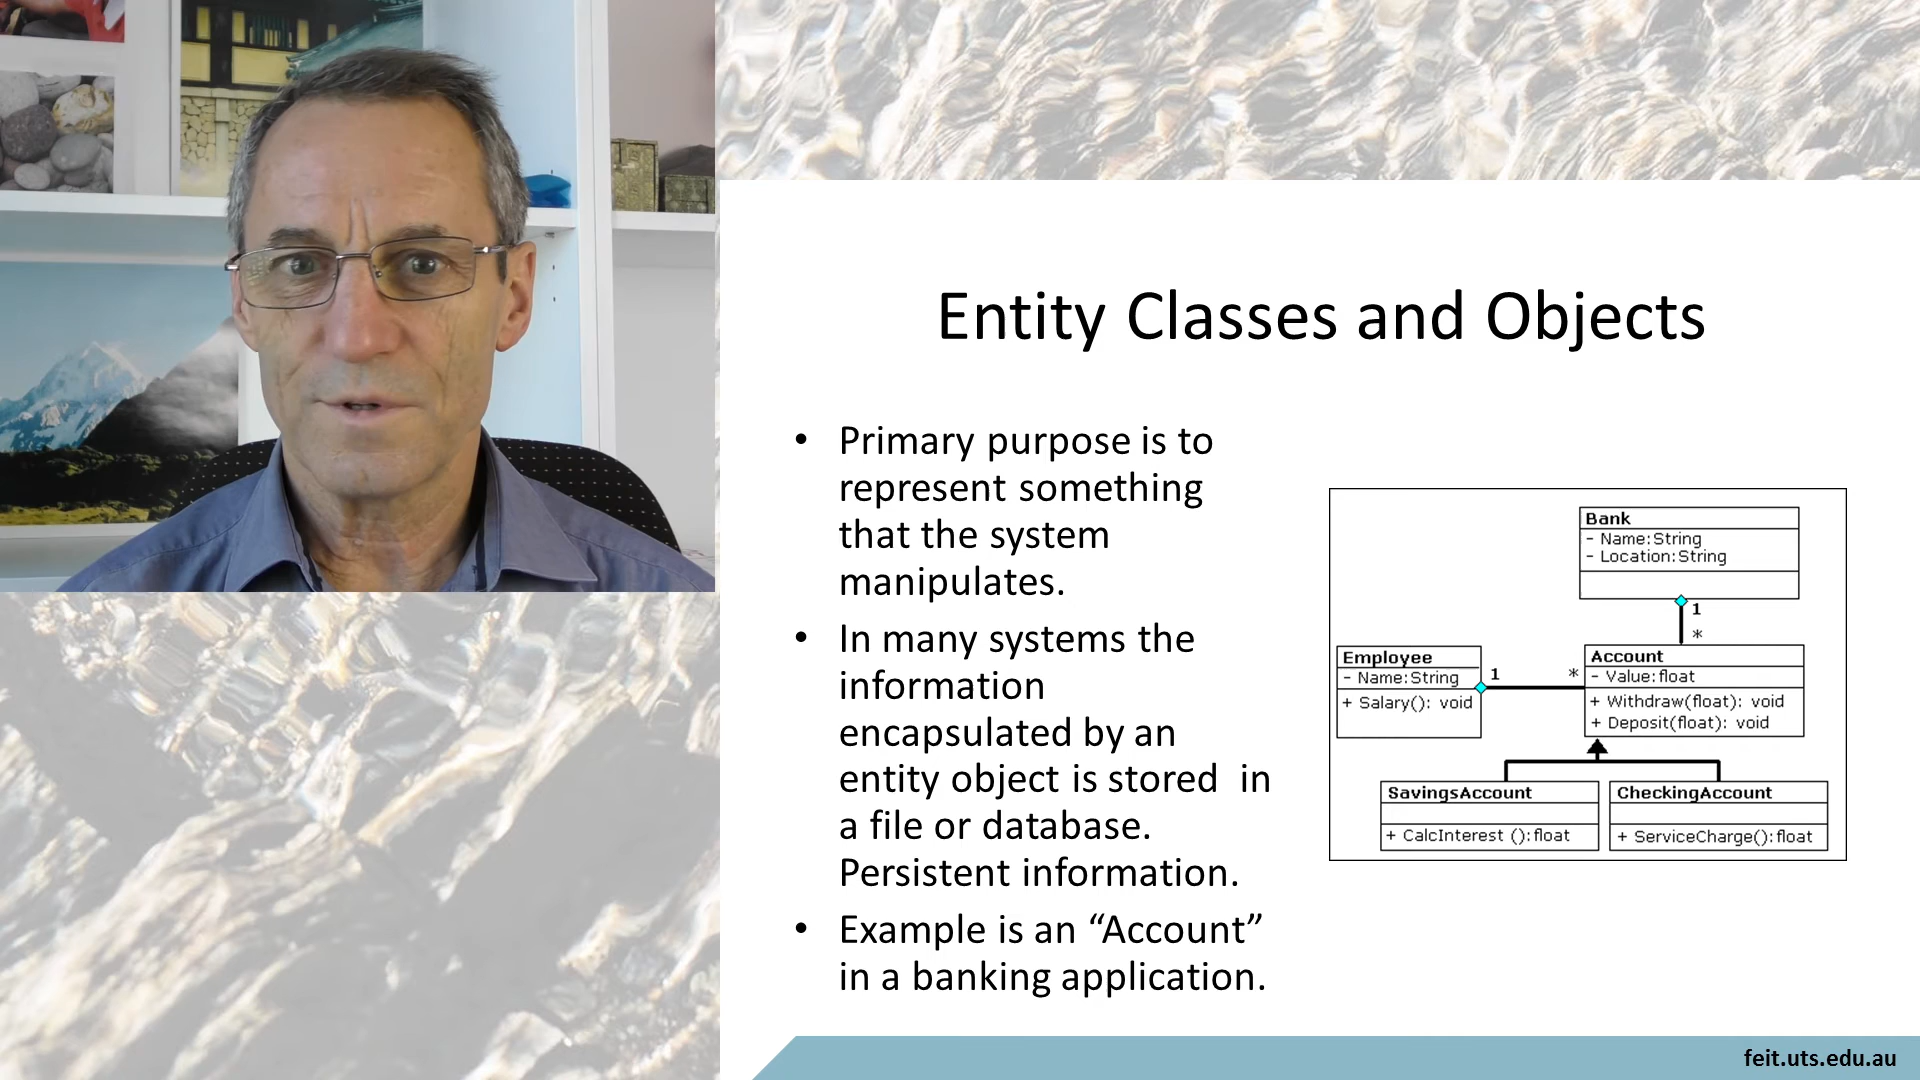 Entity Classes and Objects
• Primary purpose is to
represent something
that the system
manipulates.
• In many systems the
information
encapsulated by an
entity object is stored  in
a file or database.
Persistent information.
• Example is an “Account”
in a banking application.
Bank
- Name:String
- Location:String
1
*
Employee
- Name:String
+ Salary(): void
1
*
Account
- Value:float
+ Withdraw(float): void
+ Deposit(float): void
SavingsAccount
+ CalcInterest ():float
CheckingAccount
+ ServiceCharge():float
feit.uts.edu.au